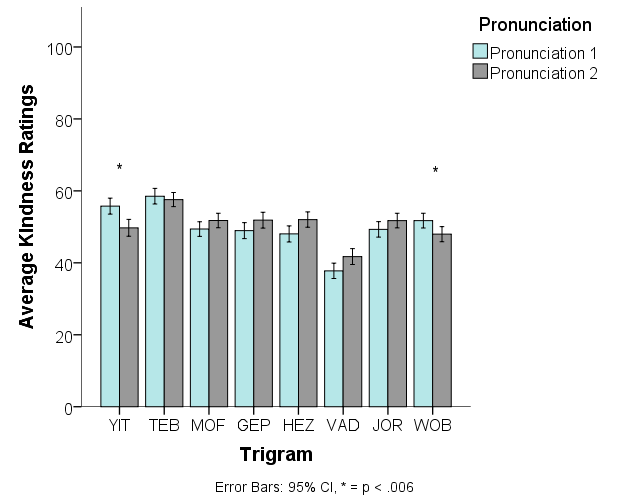 Pronunciation
Pronunciation 1
Pronunciation 2
Average KIndness Ratings
100
80
60
40
20
0
*
*
YIT TEB MOF GEP HEZ VAD JOR WOB
Trigram
Error Bars: 95% CI, * = p < .006